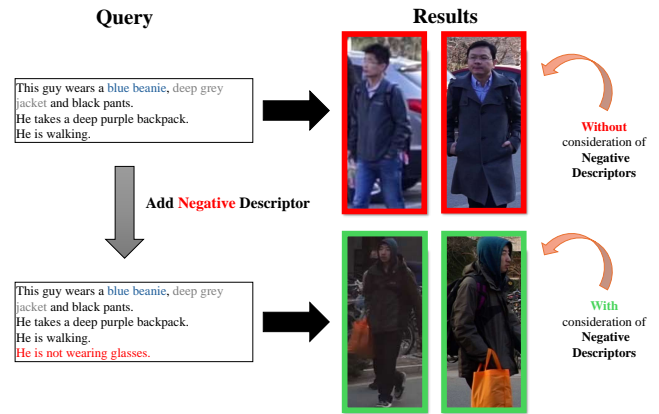 Query
Results
This guy wears a blue beanie, deep grey
jacket and black pants.
He takes a deep purple backpack.
He is walking.
Without
consideration of
Negative
Descriptors
Add Negative Descriptor
This guy wears a blue beanie, deep grey
jacket and black pants.
He takes a deep purple backpack.
He is walking.
He is not wearing glasses.
With
consideration of
Negative
Descriptors